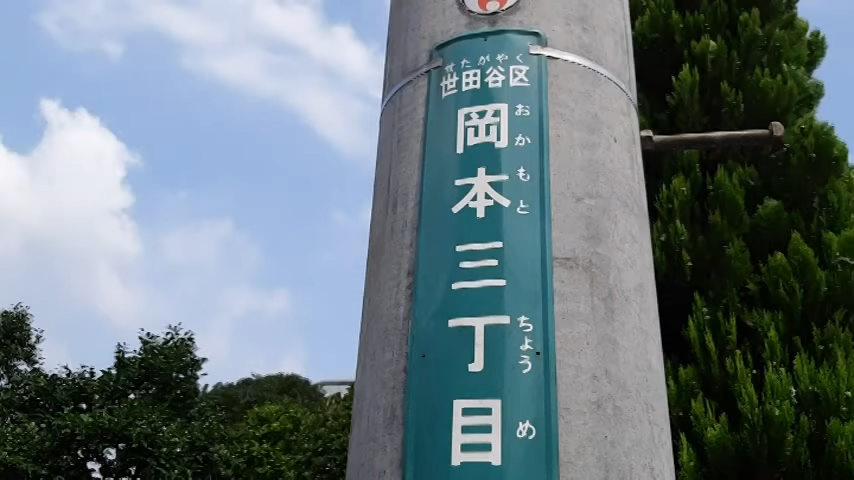 せたがやく
世田谷区
岡本三丁目
おかもと
ちょうめ